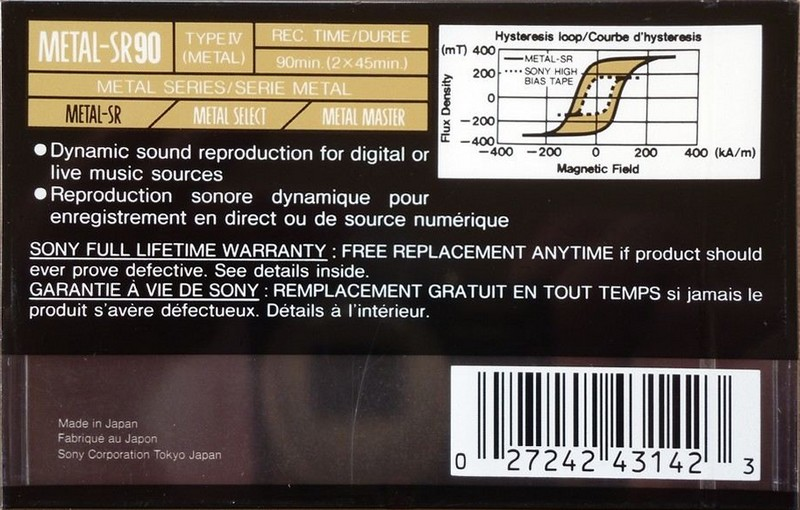 METAL-SR90
TYPE IV
(METAL)
REC. TIME/DUREE
90min.(2×45min.)
METAL SERIES/SERIE METAL
METAL-SR
METAL SELECT
METAL MASTER
Hysteresis loop/Courbe d'hysteresis
(mT)
400
200
0
−200
−400
Flux Density
METAL-SR
SONY HIGH
BIAS TAPE
−400 −200 0 200 400 (kA/m)
Magnetic Field
●Dynamic sound reproduction for digital or
live music sources
●Reproduction sonore dynamique pour
enregistrement en direct ou de source numérique
SONY FULL LIFETIME WARRANTY : FREE REPLACEMENT ANYTIME if product should
ever prove defective. See details inside.
GARANTIE À VIE DE SONY : REMPLACEMENT GRATUIT EN TOUT TEMPS si jamais le
produit s'avère défectueux. Détails à l'intérieur.
Made in Japan
Fabriqué au Japon
Sony Corporation Tokyo Japan
0 27242 43142 3